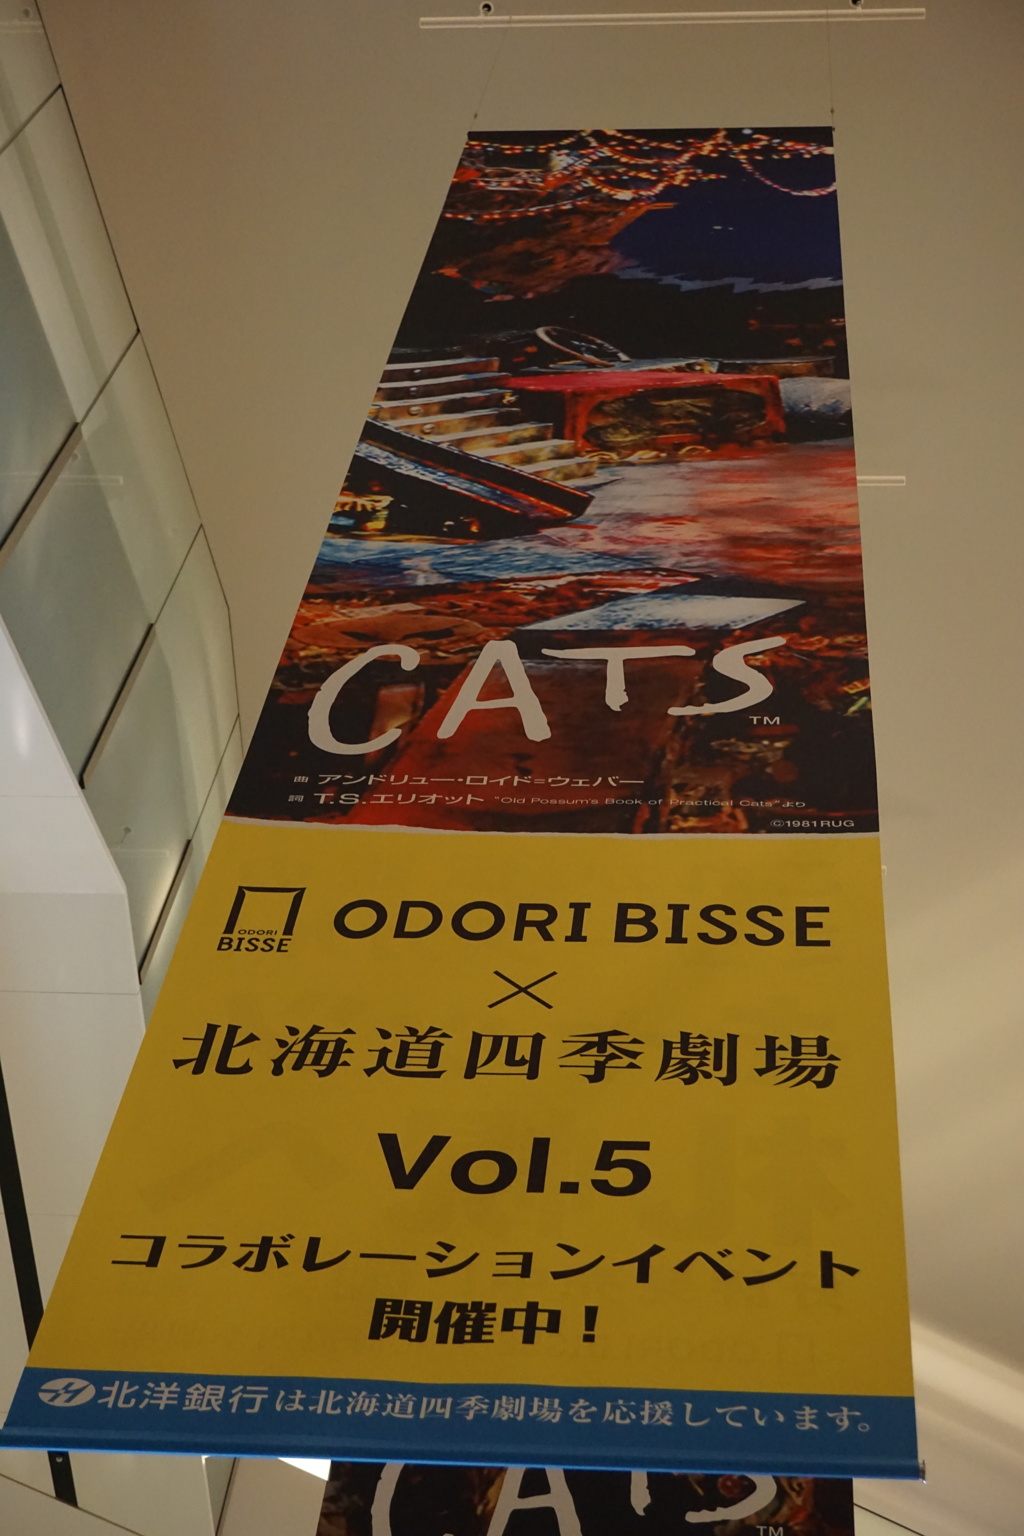 CATS
TM
曲 アンドリュー・ロイド=ウェバー
詞 T.S.エリオット "Old Possum's Book of Practical Cats"より
©1981 RUG
ODORI
BISSE
ODORI BISSE
×
北海道四季劇場
Vol.5
コラボレーションイベント
開催中！
北洋銀行は北海道四季劇場を応援しています。
CATS
TM